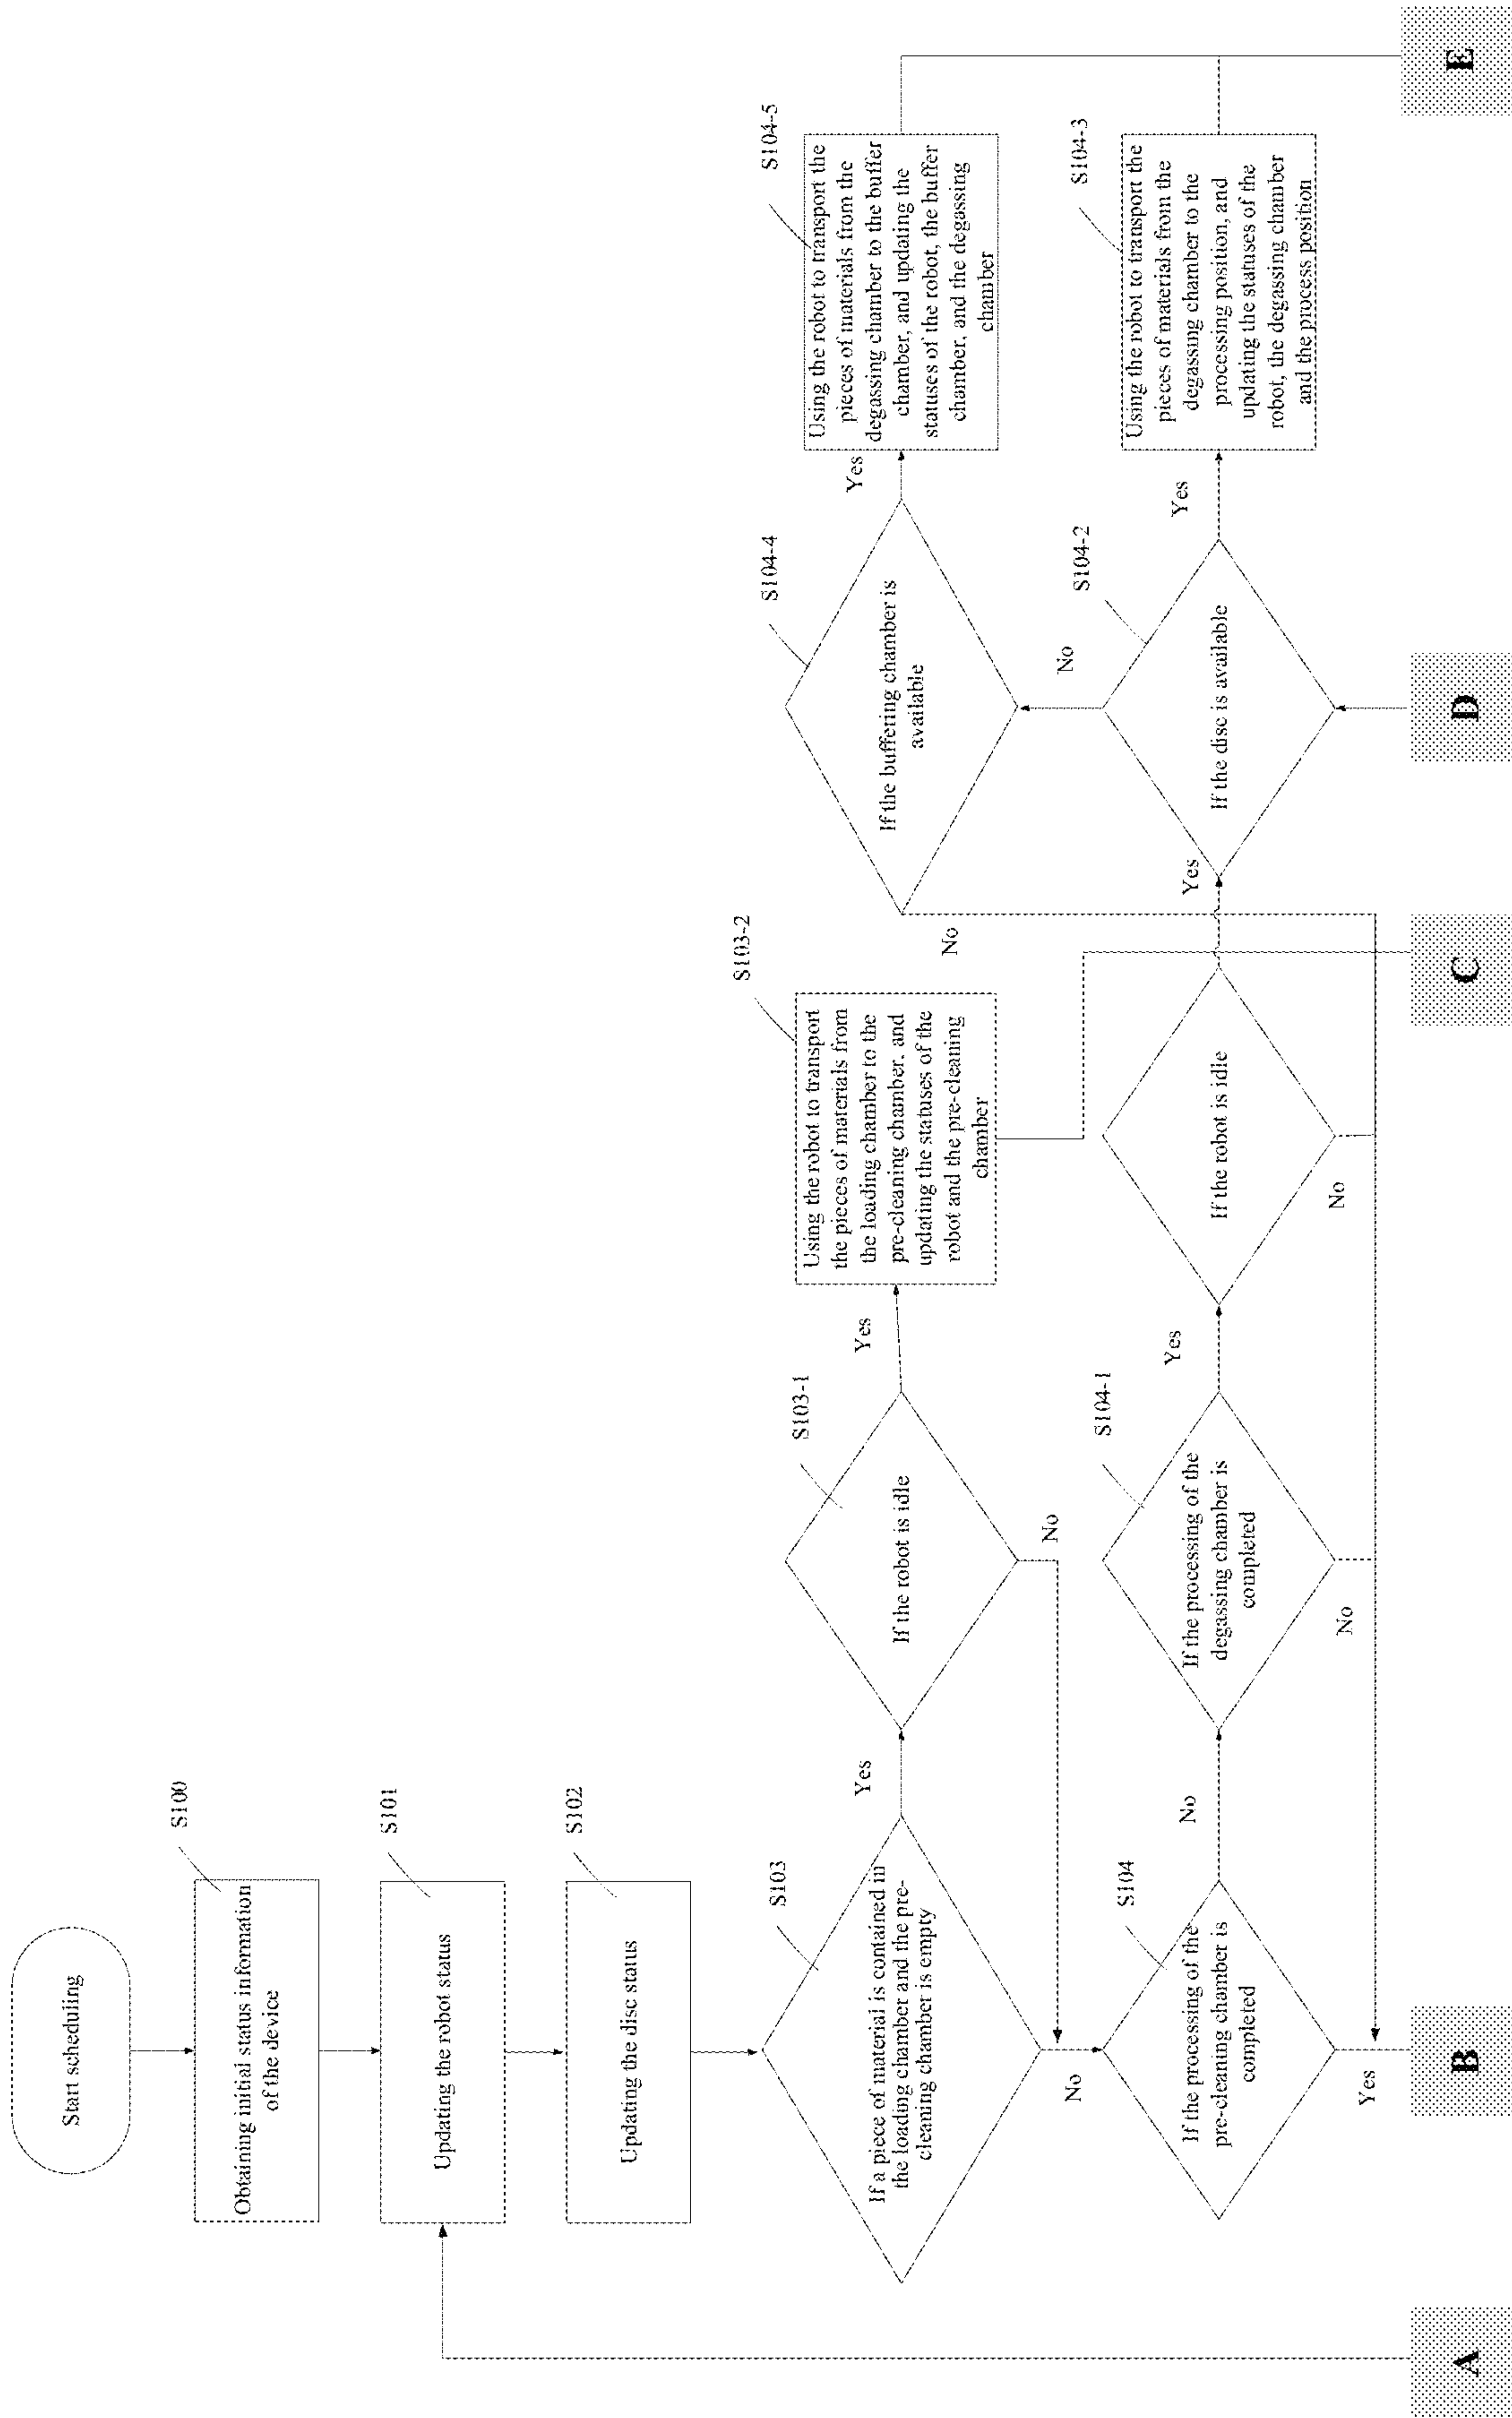 Start scheduling
S100
Obtaining initial status information
of the device
S101
Updating the robot status
S102
Updating the disc status
S103
If a piece of material is contained in
the loading chamber and the pre-
cleaning chamber is empty
Yes
No
S103-1
If the robot is idle
Yes
No
S103-2
Using the robot to transport
the pieces of materials from
the loading chamber to the
pre-cleaning chamber, and
updating the statuses of the
robot and the pre-cleaning
chamber
S104
If the processing of the
pre-cleaning chamber is
completed
No
Yes
S104-1
If the processing of the
degassing chamber is
completed
Yes
No
If the robot is idle
Yes
No
S104-2
If the disc is available
Yes
No
S104-3
Using the robot to transport the
pieces of materials from the
degassing chamber to the
processing position, and
updating the statuses of the
robot, the degassing chamber
and the process position
S104-4
If the buffering chamber is
available
Yes
No
S104-5
Using the robot to transport the
pieces of materials from the
degassing chamber to the buffer
chamber, and updating the
statuses of the robot, the buffer
chamber, and the degassing
chamber
A
B
C
D
E